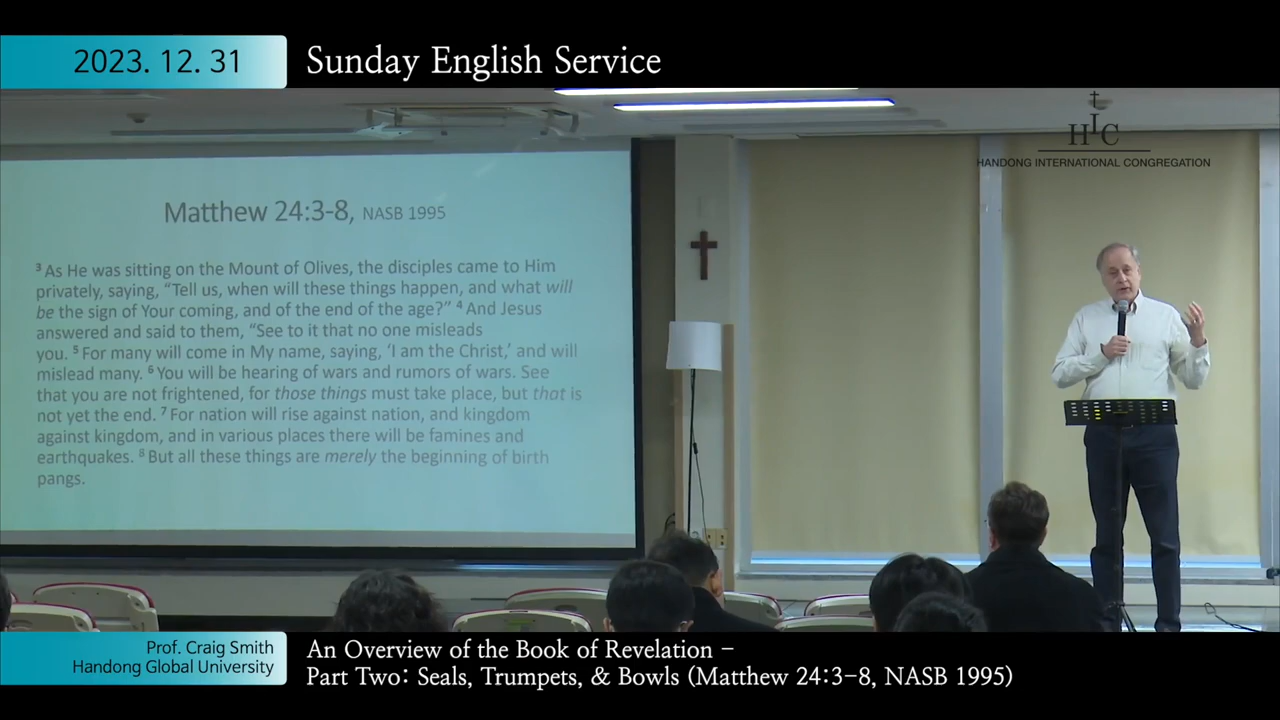 2023. 12. 31
Sunday English Service
HIC
HANDONG INTERNATIONAL CONGREGATION
Matthew 24:3-8, NASB 1995
³ As He was sitting on the Mount of Olives, the disciples came to Him
privately, saying, “Tell us, when will these things happen, and what will
be the sign of Your coming, and of the end of the age?” ⁴ And Jesus
answered and said to them, “See to it that no one misleads
you. ⁵ For many will come in My name, saying, ‘I am the Christ,’ and will
mislead many. ⁶ You will be hearing of wars and rumors of wars. See
that you are not frightened, for those things must take place, but that is
not yet the end. ⁷ For nation will rise against nation, and kingdom
against kingdom, and in various places there will be famines and
earthquakes. ⁸ But all these things are merely the beginning of birth
pangs.
Prof. Craig Smith
Handong Global University
An Overview of the Book of Revelation –
Part Two: Seals, Trumpets, & Bowls (Matthew 24:3–8, NASB 1995)